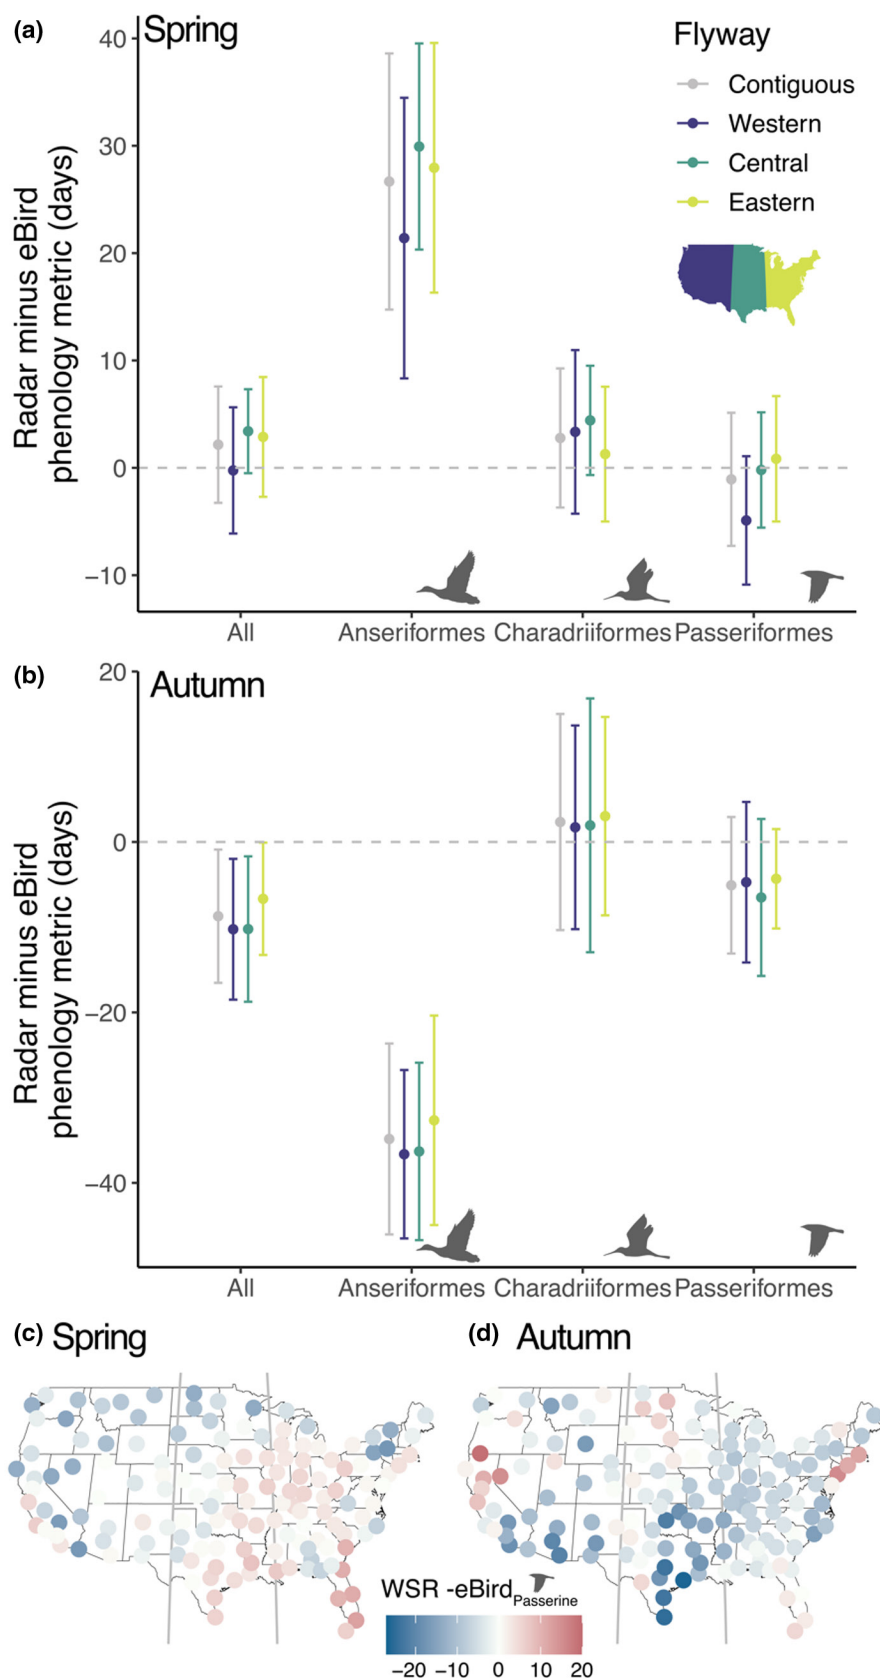 (a)
Spring
Flyway
Contiguous
Western
Central
Eastern
Radar minus eBird
phenology metric (days)
40
30
20
10
0
−10
All
Anseriformes
Charadriiformes
Passeriformes
(b)
Autumn
Radar minus eBird
phenology metric (days)
20
0
−20
−40
All
Anseriformes
Charadriiformes
Passeriformes
(c) Spring
(d) Autumn
WSR -eBird Passerine
−20 −10 0 10 20